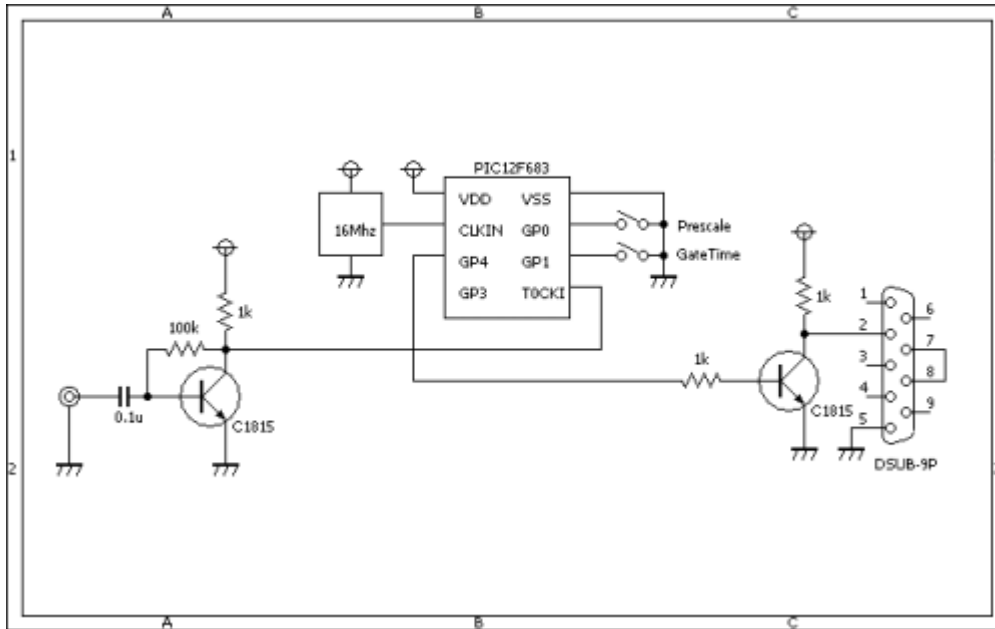 A B C
1
PIC12F683
VDD VSS
16Mhz CLKIN GP0 Prescale
GP4 GP1 GateTime
GP3 T0CKI
1k 1k
1 6
2 7
100k
3 8
1k
4 9
0.1u C1815 C1815
5
2 DSUB-9P
A B C